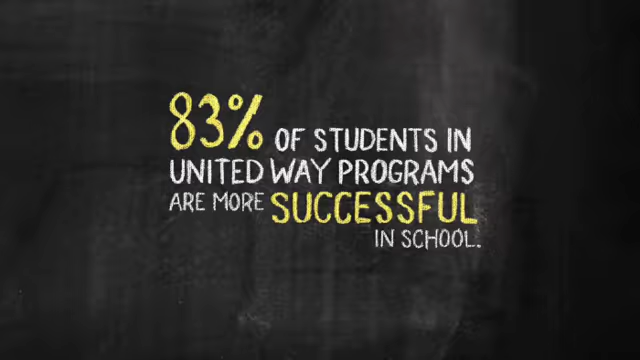 83% OF STUDENTS IN
UNITED WAY PROGRAMS
ARE MORE SUCCESSFUL
IN SCHOOL.